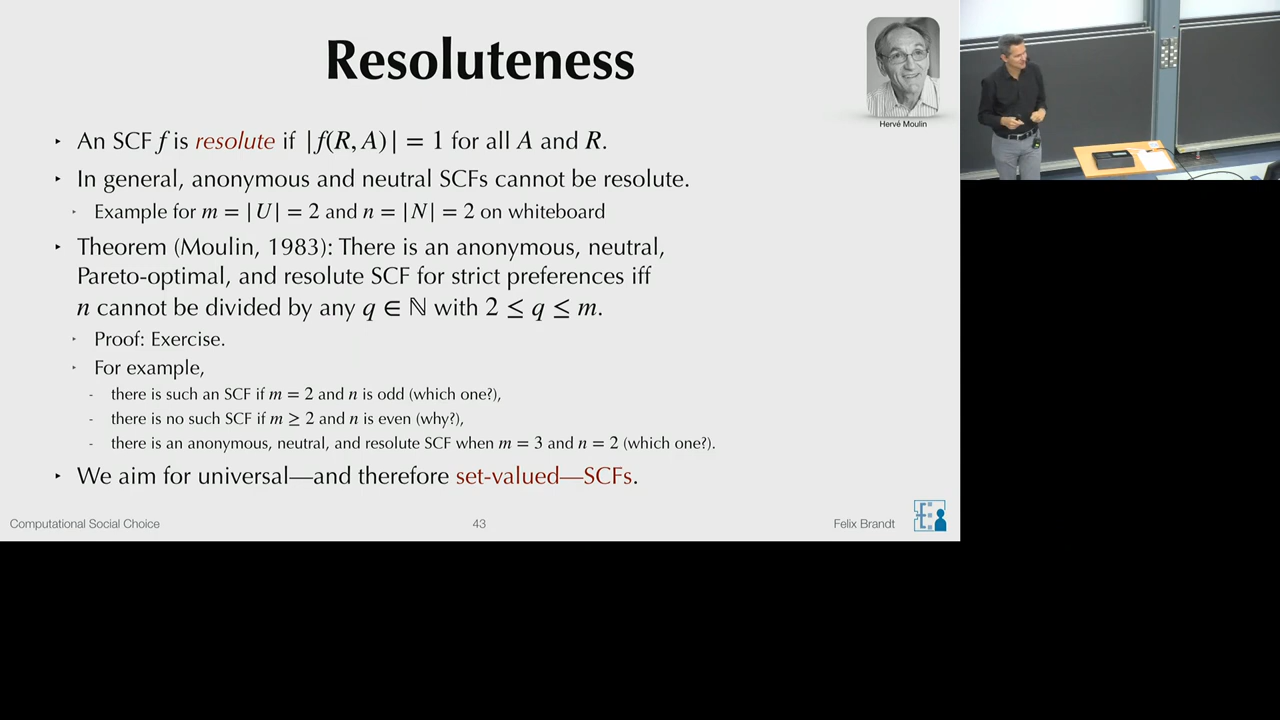 Resoluteness
Hervé Moulin
‣ An SCF f is resolute if |f(R, A)| = 1 for all A and R.
‣ In general, anonymous and neutral SCFs cannot be resolute.
‣ Example for m = |U| = 2 and n = |N| = 2 on whiteboard
‣ Theorem (Moulin, 1983): There is an anonymous, neutral,
Pareto-optimal, and resolute SCF for strict preferences iff
n cannot be divided by any q ∈ ℕ with 2 ≤ q ≤ m.
‣ Proof: Exercise.
‣ For example,
- there is such an SCF if m = 2 and n is odd (which one?),
- there is no such SCF if m ≥ 2 and n is even (why?),
- there is an anonymous, neutral, and resolute SCF when m = 3 and n = 2 (which one?).
‣ We aim for universal—and therefore set-valued—SCFs.
Computational Social Choice
43
Felix Brandt